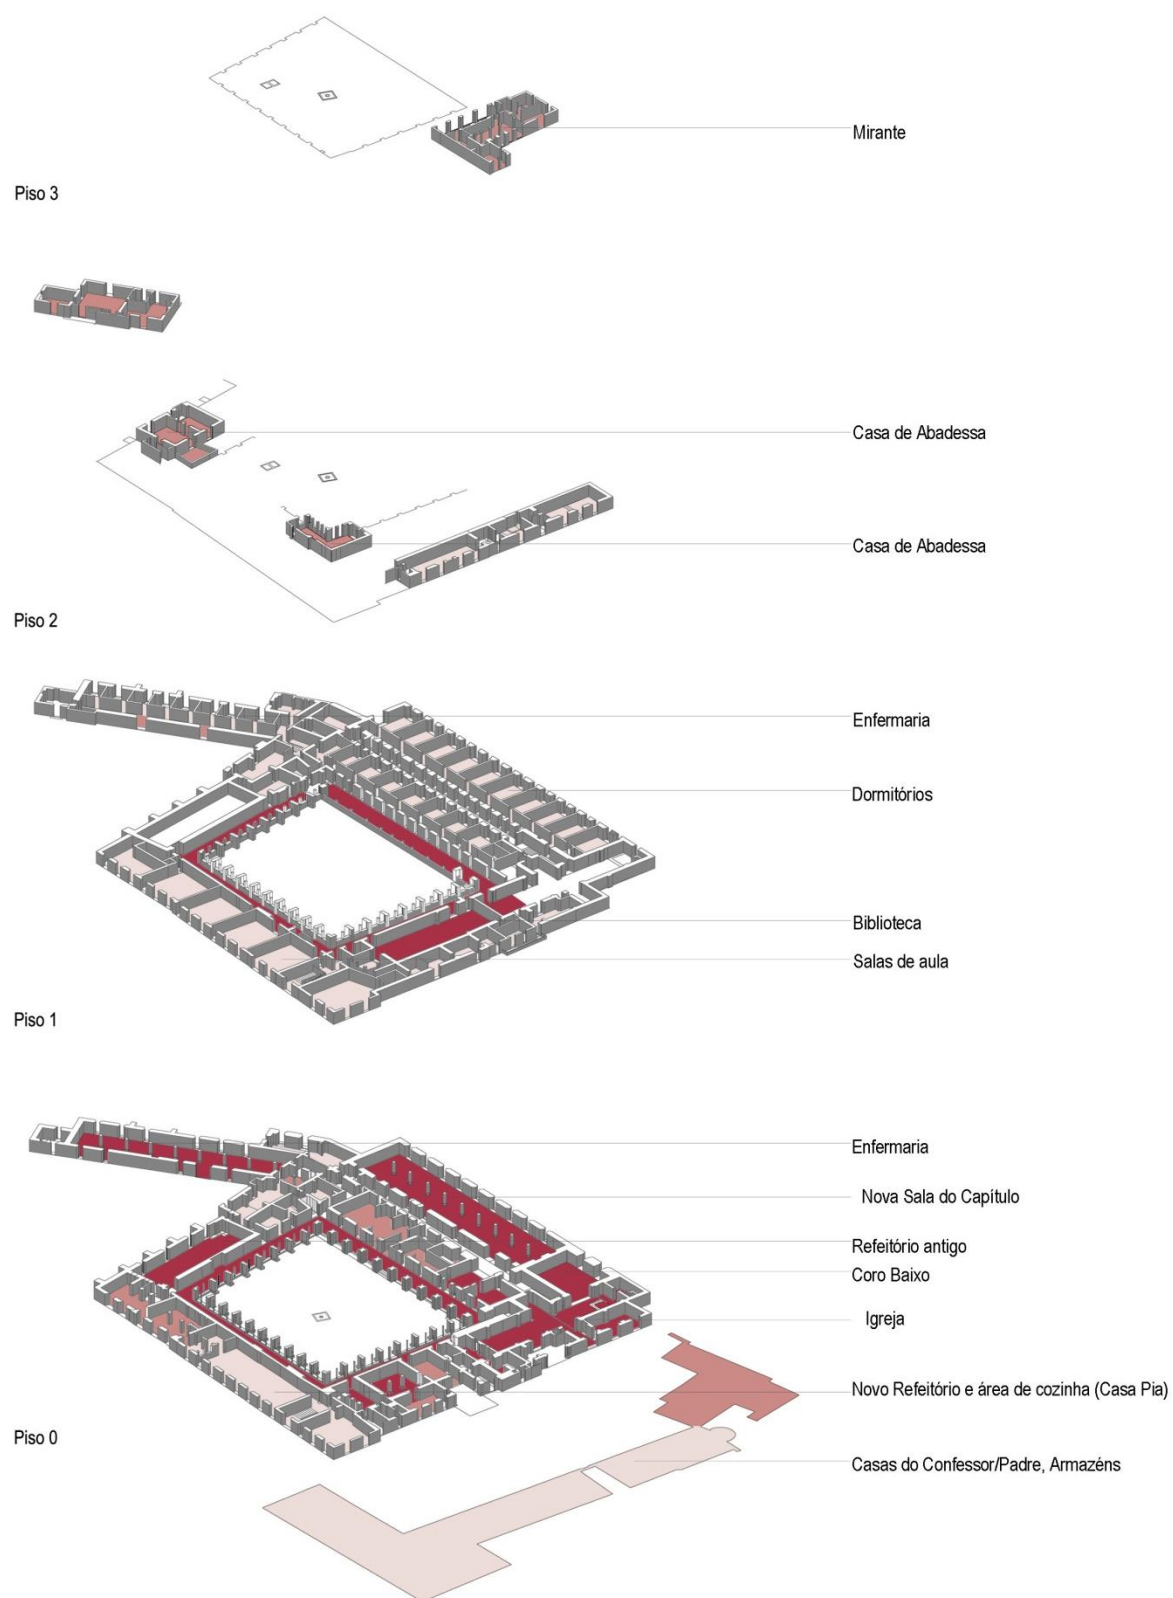 Mirante
Piso 3
Casa de Abadessa
Casa de Abadessa
Piso 2
Enfermaria
Dormitórios
Biblioteca
Salas de aula
Piso 1
Enfermaria
Nova Sala do Capítulo
Refeitório antigo
Coro Baixo
Igreja
Novo Refeitório e área de cozinha (Casa Pia)
Piso 0
Casas do Confessor/Padre, Armazéns